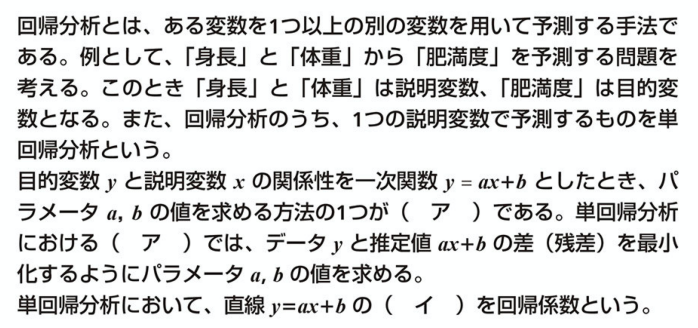 回帰分析とは、ある変数を1つ以上の別の変数を用いて予測する手法で
ある。例として、「身長」と「体重」から「肥満度」を予測する問題を
考える。このとき「身長」と「体重」は説明変数、「肥満度」は目的変
数となる。また、回帰分析のうち、1つの説明変数で予測するものを単
回帰分析という。
目的変数 y と説明変数 x の関係性を一次関数 y = ax+b としたとき、パ
ラメータ a, b の値を求める方法の1つが（　ア　）である。単回帰分析
における（　ア　）では、データ y と推定値 ax+b の差（残差）を最小
化するようにパラメータ a, b の値を求める。
単回帰分析において、直線 y=ax+b の（　イ　）を回帰係数という。